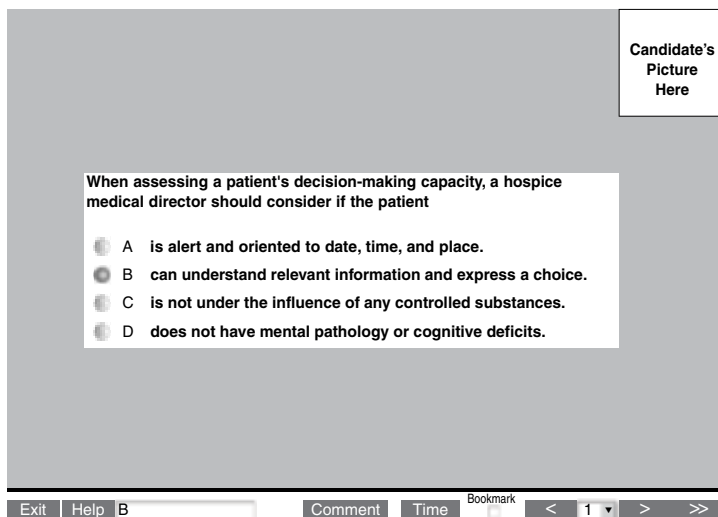 Candidate's
Picture
Here
When assessing a patient's decision-making capacity, a hospice
medical director should consider if the patient
A is alert and oriented to date, time, and place.
B can understand relevant information and express a choice.
C is not under the influence of any controlled substances.
D does not have mental pathology or cognitive deficits.
Exit Help B Comment Time Bookmark < 1 ▼ > >>